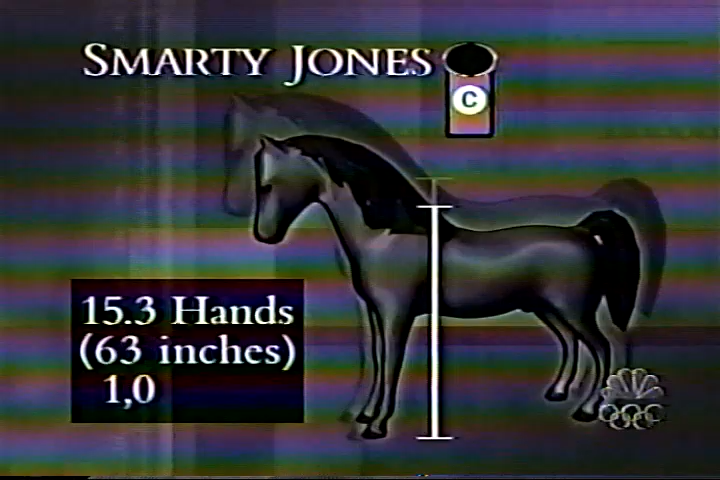 SMARTY JONES
C
15.3 Hands
(63 inches)
1,0